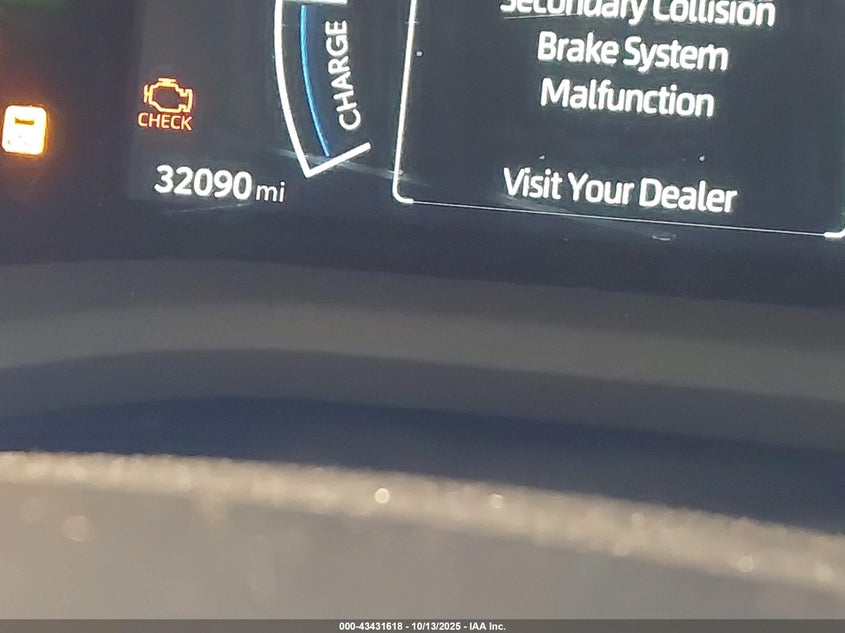 Secondary Collision
Brake System
Malfunction
Visit Your Dealer
CHARGE
CHECK
32090 mi
000-43431618 - 10/13/2025 - IAA Inc.